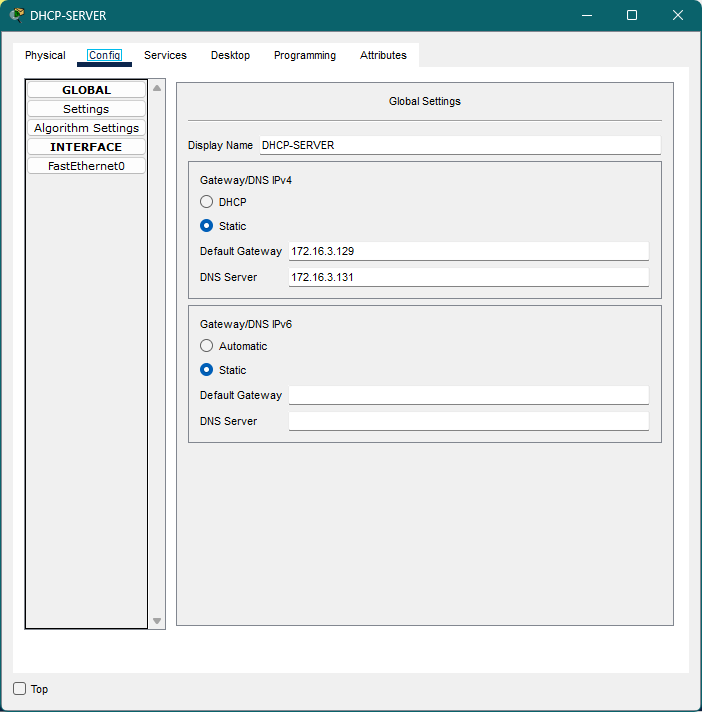 DHCP-SERVER
Physical Config Services Desktop Programming Attributes
GLOBAL
Settings
Algorithm Settings
INTERFACE
FastEthernet0
Global Settings
Display Name DHCP-SERVER
Gateway/DNS IPv4
DHCP
Static
Default Gateway 172.16.3.129
DNS Server 172.16.3.131
Gateway/DNS IPv6
Automatic
Static
Default Gateway
DNS Server
Top